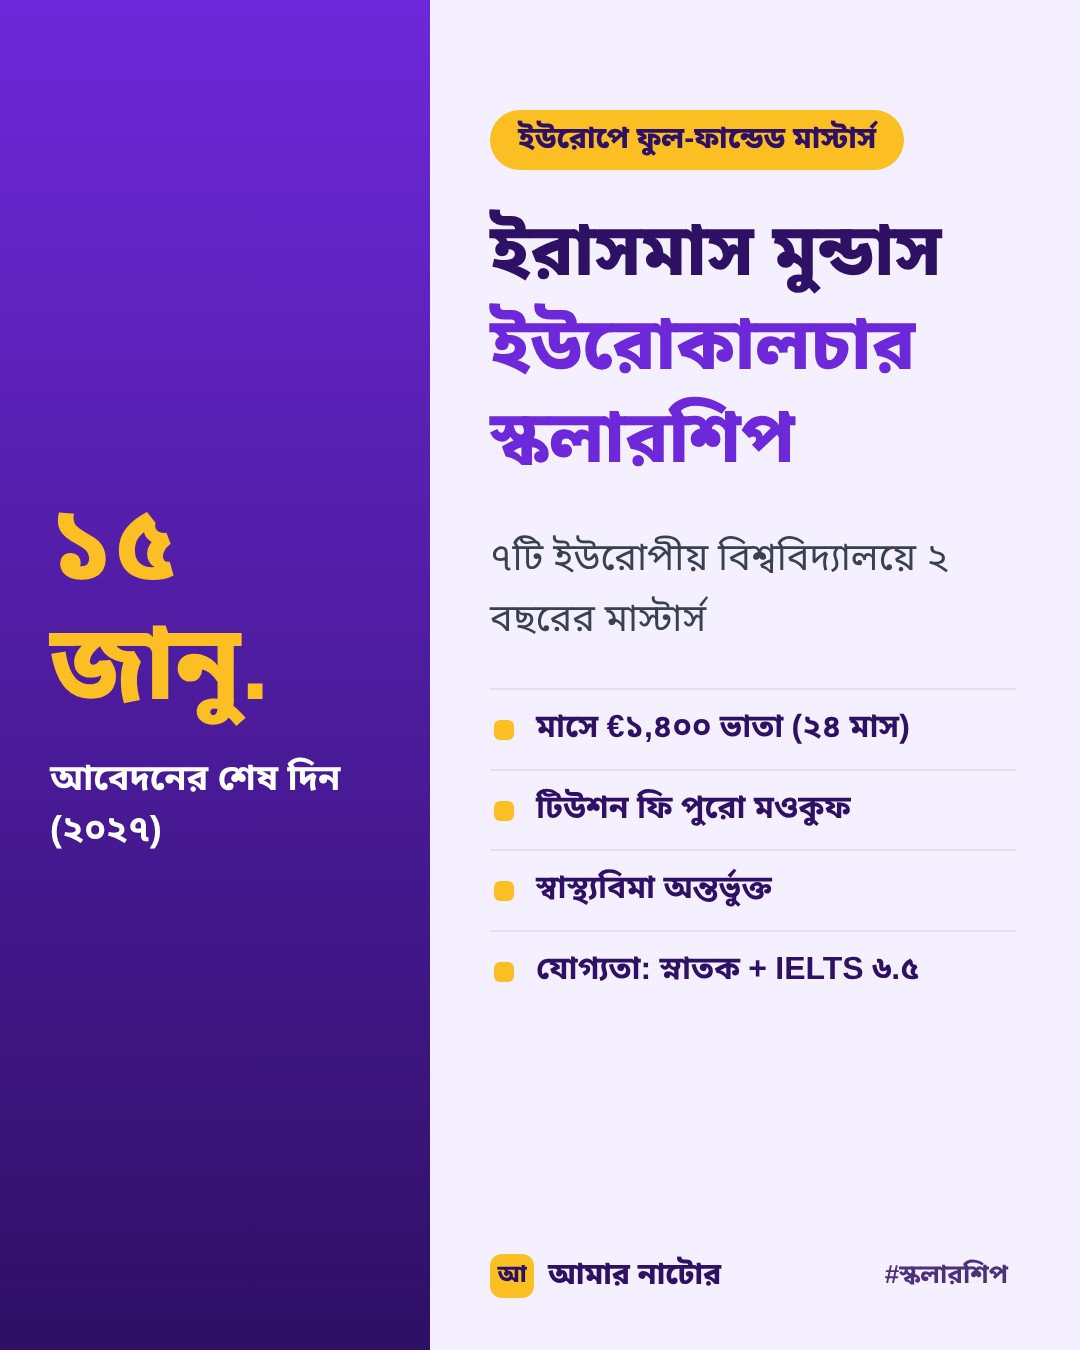 ১৫
জানু.
আবেদনের শেষ দিন
(২০২৭)
ইউরোপে ফুল-ফান্ডেড মাস্টার্স
ইরাসমাস মুন্ডাস
ইউরোকালচার
স্কলারশিপ
৭টি ইউরোপীয় বিশ্ববিদ্যালয়ে ২
বছরের মাস্টার্স
মাসে €১,৪০০ ভাতা (২৪ মাস)
টিউশন ফি পুরো মওকুফ
স্বাস্থ্যবিমা অন্তর্ভুক্ত
যোগ্যতা: স্নাতক + IELTS ৬.৫
আ আমার নাটোর
#স্কলারশিপ